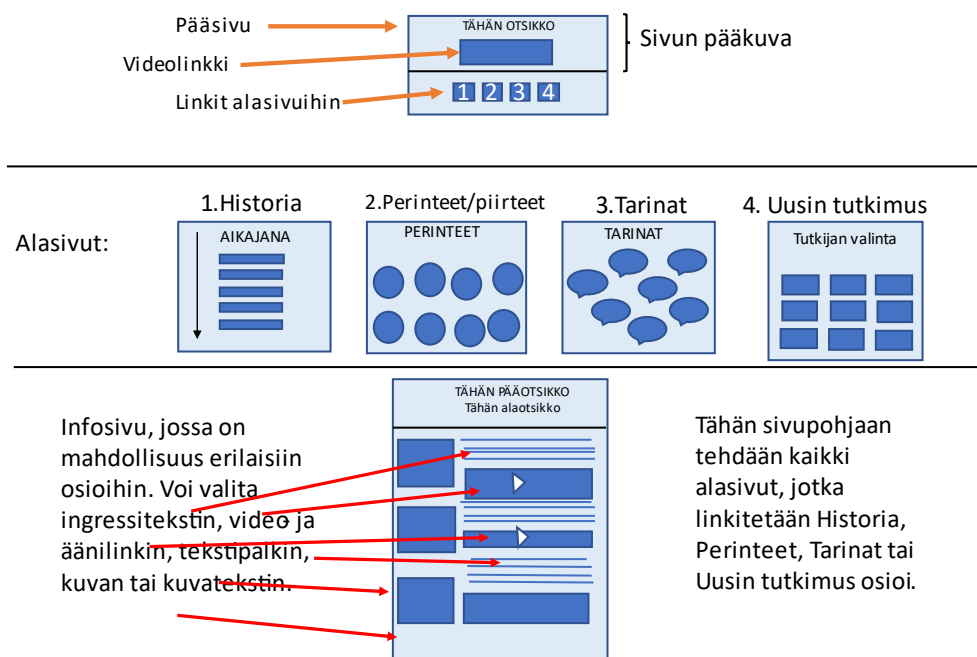 Pääsivu
TÄHÄN OTSIKKO
Sivun pääkuva
Videolinkki
Linkit alasivuihin
1 2 3 4
1.Historia
2.Perinteet/piirteet
3.Tarinat
4. Uusin tutkimus
Alasivut:
AIKAJANA
PERINTEET
TARINAT
Tutkijan valinta
TÄHÄN PÄÄOTSIKKO
Tähän alaotsikko
Infosivu, jossa on
mahdollisuus erilaisiin
osioihin. Voi valita
ingressitekstin, video- ja
äänilinkin, tekstipalkin,
kuvan tai kuvatekstin.
Tähän sivupohjaan
tehdään kaikki
alasivut, jotka
linkitetään Historia,
Perinteet, Tarinat tai
Uusin tutkimus osioi.